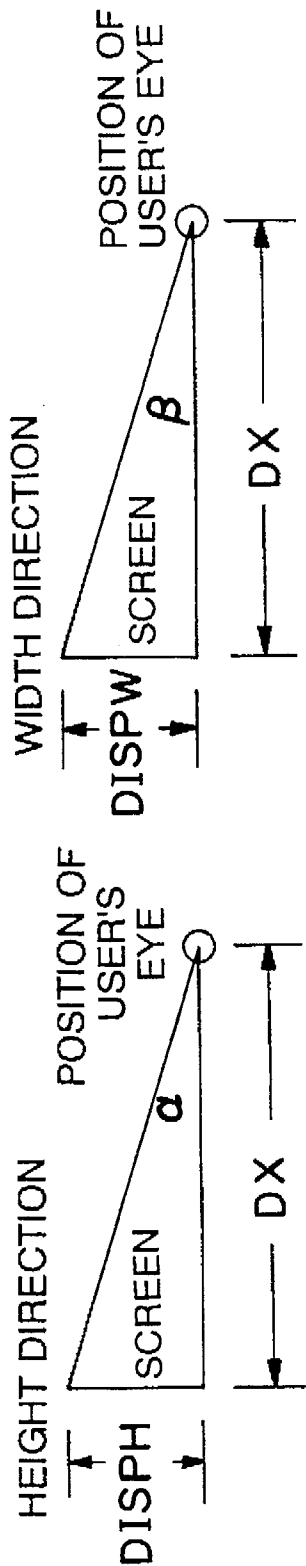 HEIGHT DIRECTION
POSITION OF
USER'S
EYE
SCREEN
α
DISPH
DX
WIDTH DIRECTION
POSITION OF
USER'S EYE
SCREEN
β
DISPW
DX